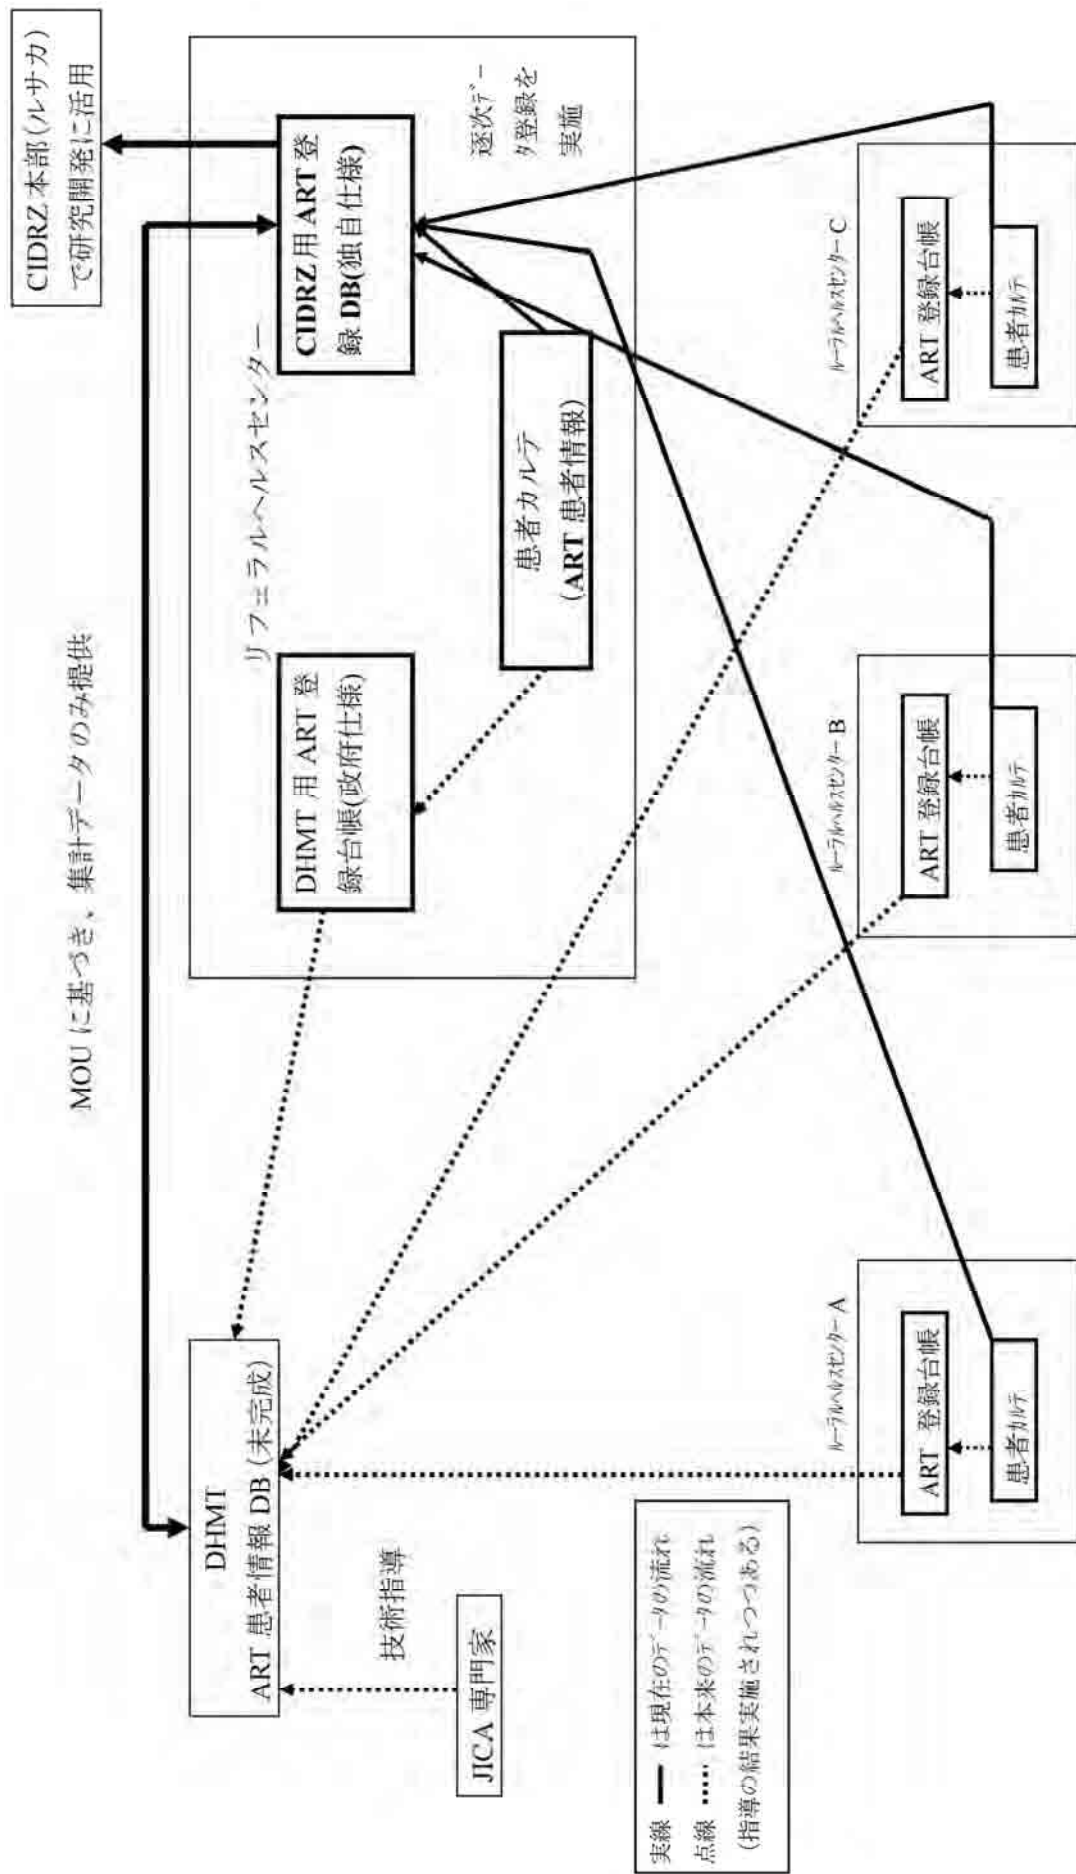 MOU に基づき、集計データのみ提供
CIDRZ 本部(ルサカ)
で研究開発に活用
DHMT
ART 患者情報 DB (未完成)
技術指導
JICA 専門家
リフェラルヘルスセンター
DHMT 用 ART 登
録台帳(政府仕様)
CIDRZ 用 ART 登
録 DB(独自仕様)
患者カルテ
(ART 患者情報)
逐次ﾃﾞｰ
ﾀ登録を
実施
実線 ━ は現在のﾃﾞｰﾀの流れ
点線 ┅ は本来のﾃﾞｰﾀの流れ
(指導の結果実施されつつある)
ﾙｰﾗﾙﾍﾙｽｾﾝﾀｰ A
ART 登録台帳
患者ｶﾙﾃ
ﾙｰﾗﾙﾍﾙｽｾﾝﾀｰ B
ART 登録台帳
患者ｶﾙﾃ
ﾙｰﾗﾙﾍﾙｽｾﾝﾀｰ C
ART 登録台帳
患者ｶﾙﾃ